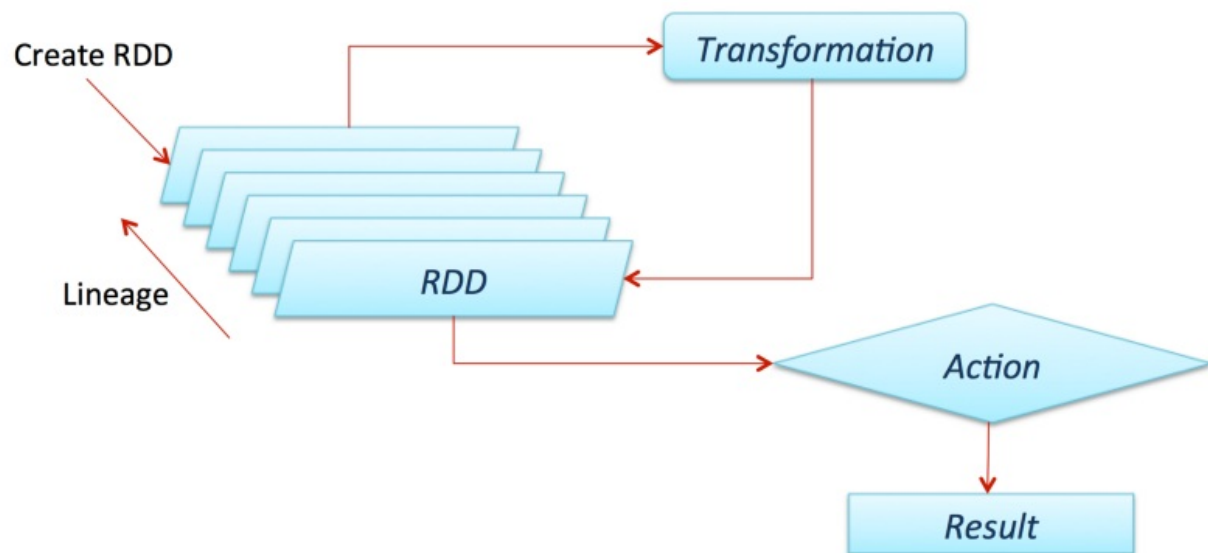 Transformation
Create RDD
RDD
Lineage
Action
Result